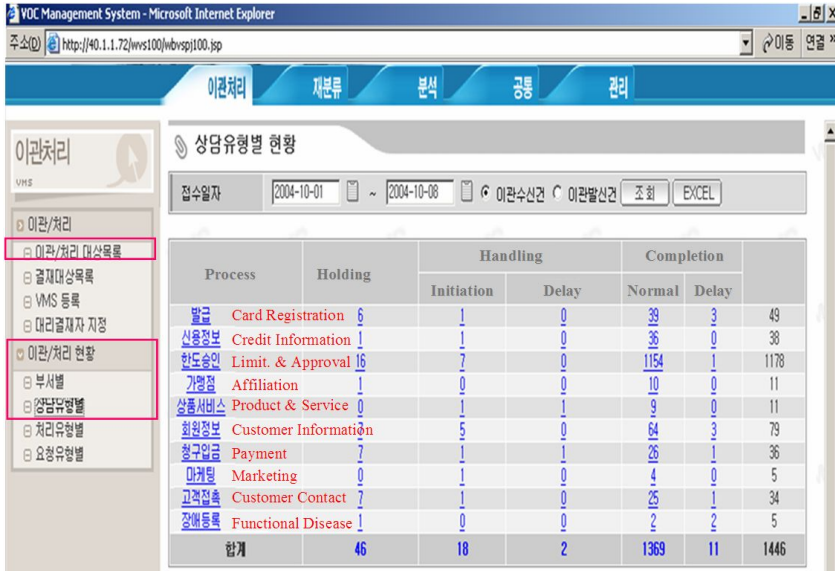 VOC Management System - Microsoft Internet Explorer
주소(D) http://40.1.1.72/wvs100/wbvspj100.jsp 이동 연결 »
이관처리 재분류 분석 공통 관리
이관처리
VMS
이관/처리
이관/처리 대상목록
결재대상목록
VMS 등록
대리결재자 지정
이관/처리 현황
부서별
상담유형별
처리유형별
요청유형별
상담유형별 현황
접수일자 2004-10-01 ~ 2004-10-08 이관수신건 이관발신건 조회 EXCEL
Process Holding Handling Completion
Initiation Delay Normal Delay
발급 Card Registration 6 1 0 39 3 49
신용정보 Credit Information 1 1 0 36 0 38
한도승인 Limit. & Approval 16 7 0 1154 1 1178
가맹점 Affiliation 1 0 0 10 0 11
상품서비스 Product & Service 0 1 1 9 0 11
회원정보 Customer Information 5 0 64 3 79
청구입금 Payment 7 1 1 26 1 36
마케팅 Marketing 0 1 0 4 0 5
고객접촉 Customer Contact 7 1 0 25 1 34
장애등록 Functional Disease 1 0 0 2 2 5
합계 46 18 2 1369 11 1446